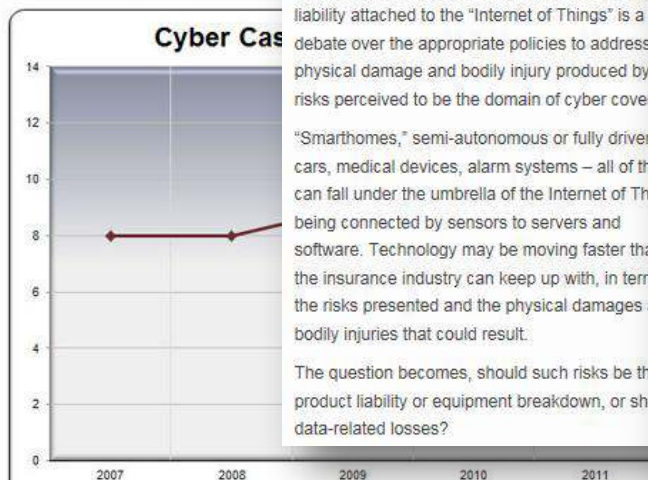 Cyber Cas
14
12
10
8
6
4
2
0
2007 2008 2009 2010 2011
liability attached to the “Internet of Things” is a
debate over the appropriate policies to address
physical damage and bodily injury produced by
risks perceived to be the domain of cyber cove
“Smarthomes,” semi-autonomous or fully driver
cars, medical devices, alarm systems – all of th
can fall under the umbrella of the Internet of Th
being connected by sensors to servers and
software. Technology may be moving faster tha
the insurance industry can keep up with, in terr
the risks presented and the physical damages
bodily injuries that could result.
The question becomes, should such risks be th
product liability or equipment breakdown, or sh
data-related losses?